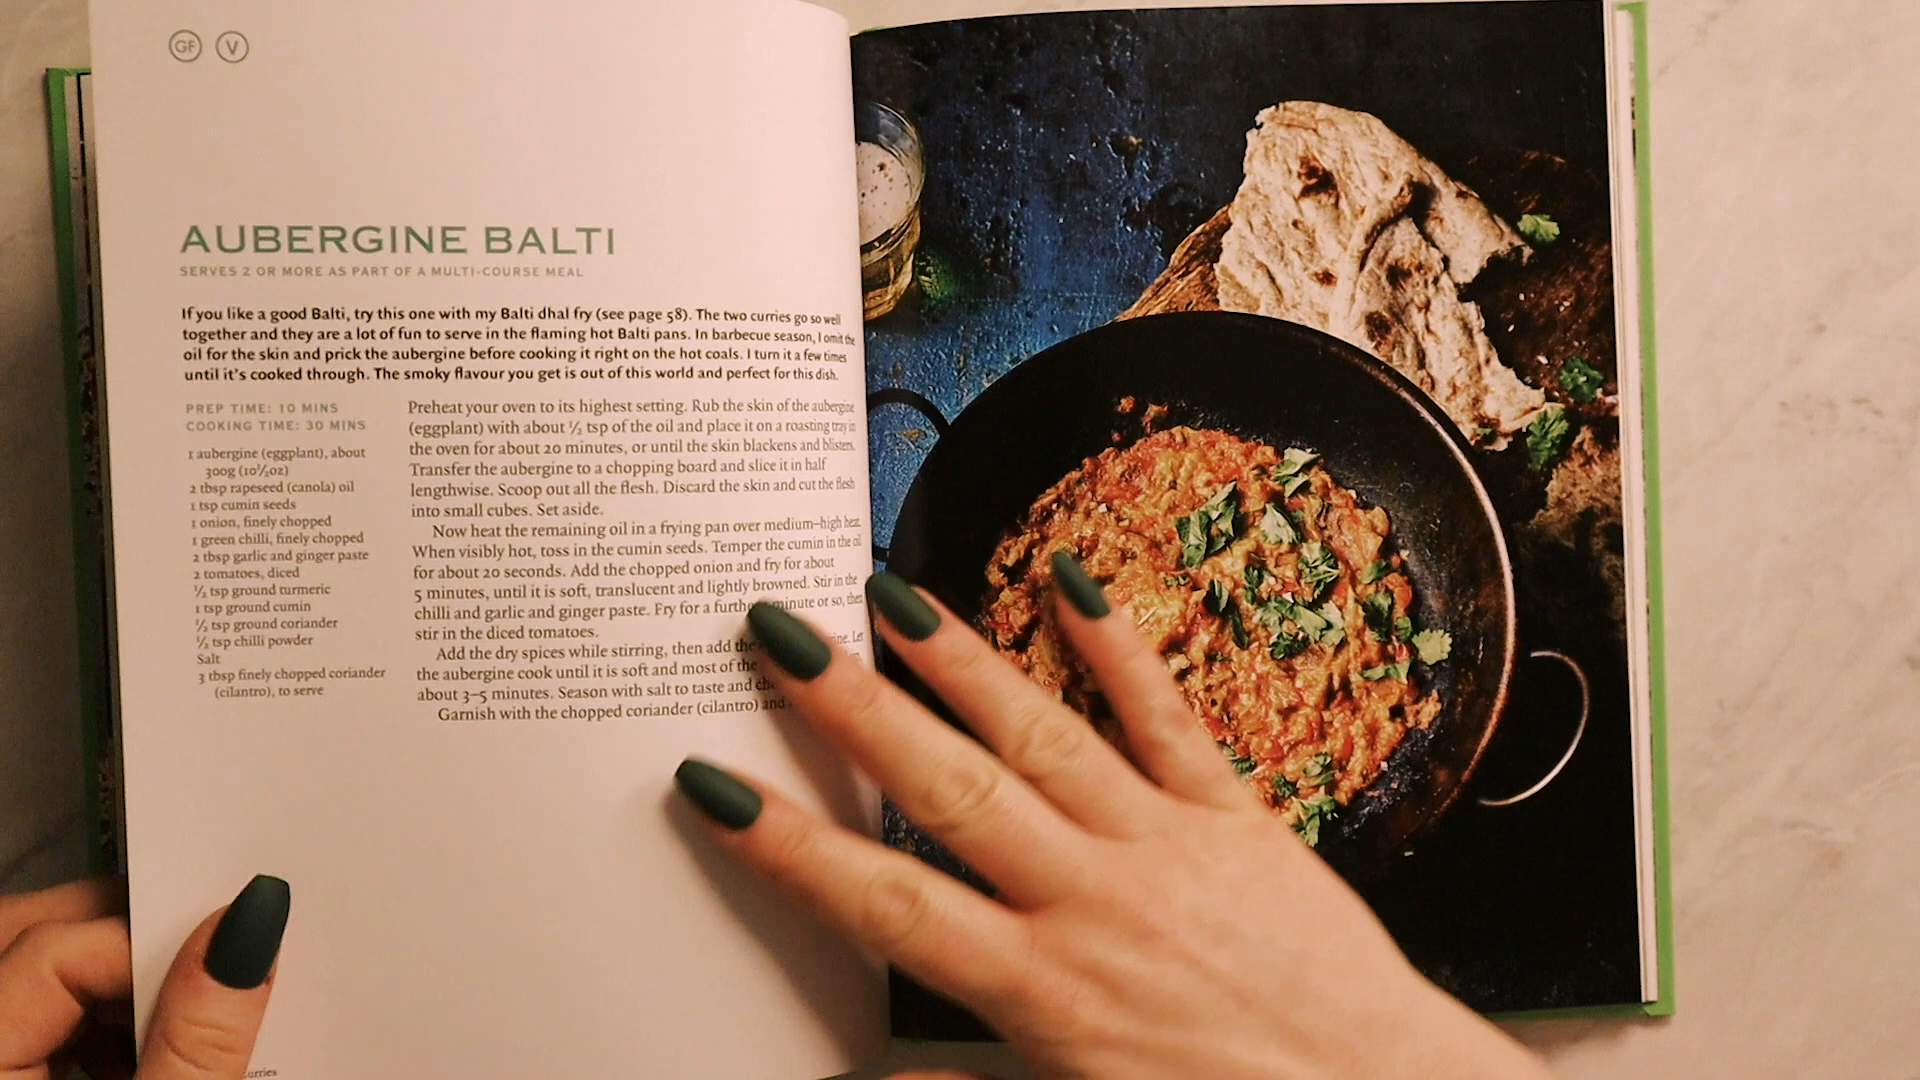 GF V
AUBERGINE BALTI
SERVES 2 OR MORE AS PART OF A MULTI-COURSE MEAL
If you like a good Balti, try this one with my Balti dhal fry (see page 58). The two curries go so well
together and they are a lot of fun to serve in the flaming hot Balti pans. In barbecue season, I omit the
oil for the skin and prick the aubergine before cooking it right on the hot coals. I turn it a few times
until it's cooked through. The smoky flavour you get is out of this world and perfect for this dish.
PREP TIME: 10 MINS
COOKING TIME: 30 MINS
1 aubergine (eggplant), about
300g (10½oz)
2 tbsp rapeseed (canola) oil
1 tsp cumin seeds
1 onion, finely chopped
1 green chilli, finely chopped
2 tbsp garlic and ginger paste
2 tomatoes, diced
½ tsp ground turmeric
1 tsp ground cumin
½ tsp ground coriander
½ tsp chilli powder
Salt
3 tbsp finely chopped coriander
(cilantro), to serve
Preheat your oven to its highest setting. Rub the skin of the aubergine
(eggplant) with about ½ tsp of the oil and place it on a roasting tray in
the oven for about 20 minutes, or until the skin blackens and blisters.
Transfer the aubergine to a chopping board and slice it in half
lengthwise. Scoop out all the flesh. Discard the skin and cut the flesh
into small cubes. Set aside.
Now heat the remaining oil in a frying pan over medium–high heat.
When visibly hot, toss in the cumin seeds. Temper the cumin in the oil
for about 20 seconds. Add the chopped onion and fry for about
5 minutes, until it is soft, translucent and lightly browned. Stir in the
chilli and garlic and ginger paste. Fry for a further minute or so, then
stir in the diced tomatoes.
Add the dry spices while stirring, then add the Let
the aubergine cook until it is soft and most of the
about 3–5 minutes. Season with salt to taste and
Garnish with the chopped coriander (cilantro) and